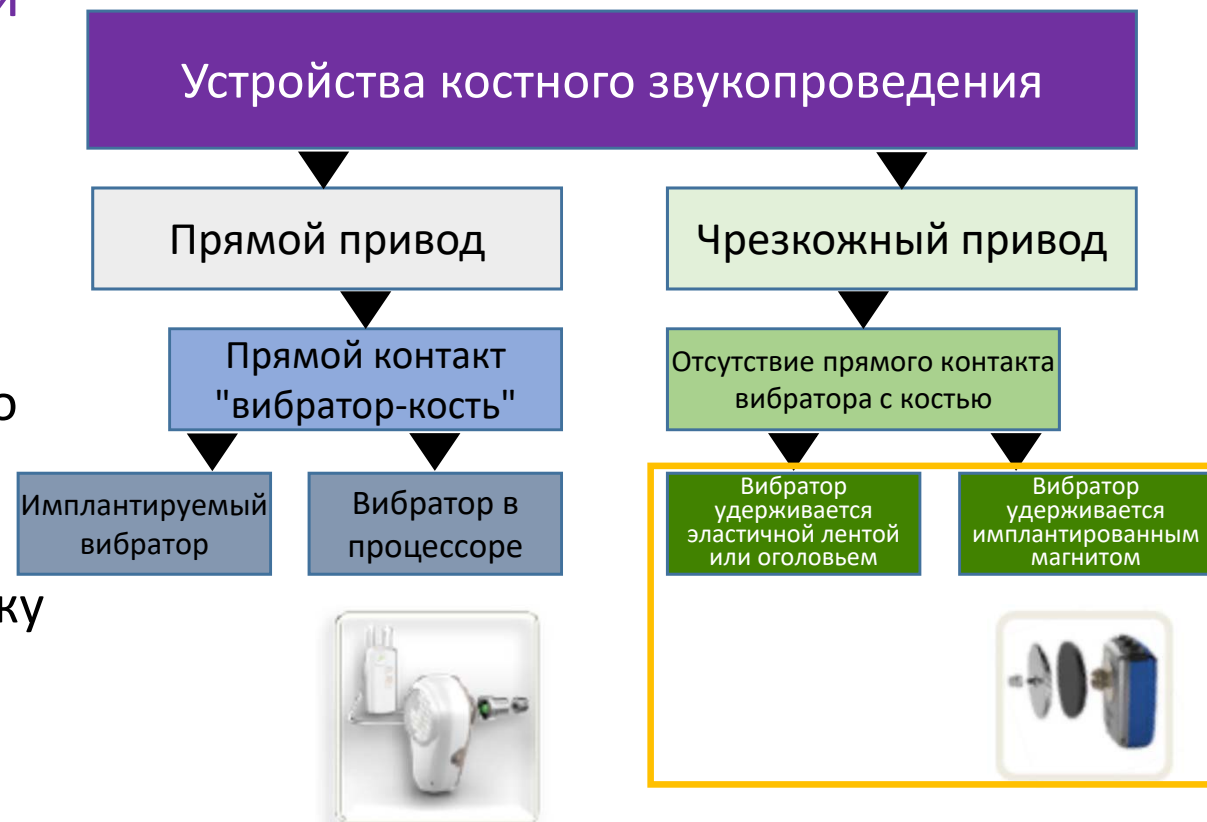 и
Устройства костного звукопроведения
Прямой привод
Чрезкожный привод
Прямой контакт
"вибратор-кость"
Отсутствие прямого контакта
вибратора с костью
о
Имплантируемый
вибратор
Вибратор в
процессоре
Вибратор
удерживается
эластичной лентой
или оголовьем
Вибратор
удерживается
имплантированным
магнитом
ку